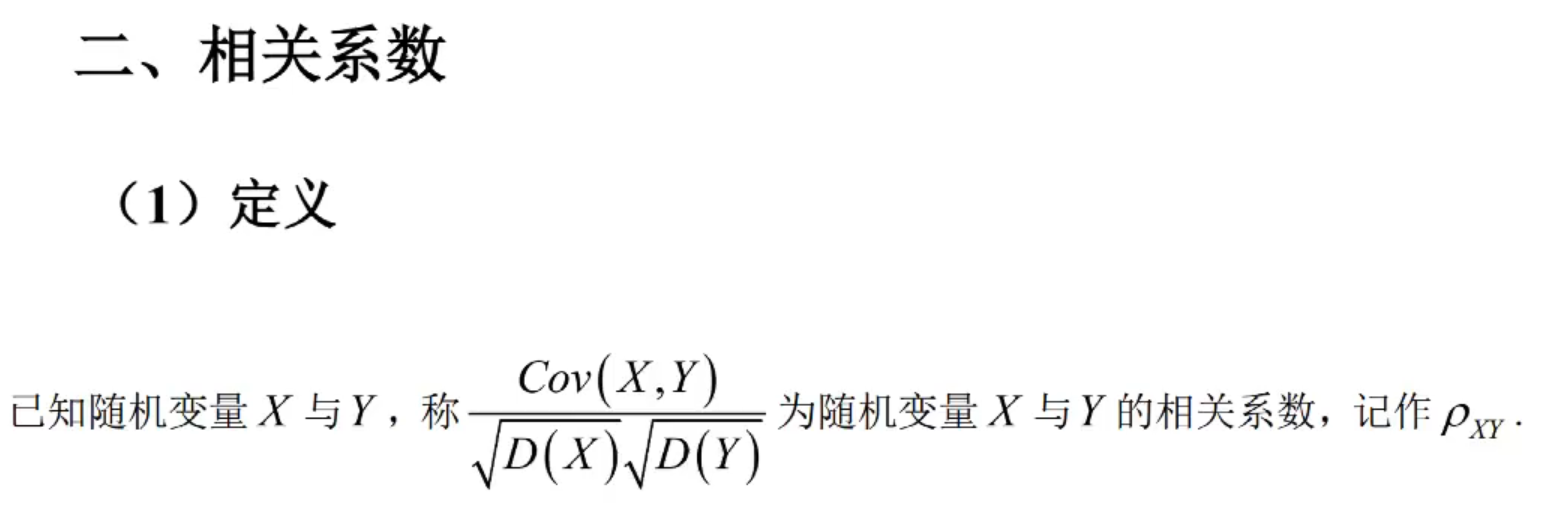 二、相关系数
（1）定义
已知随机变量 X 与 Y，称 \frac{Cov(X,Y)}{\sqrt{D(X)}\sqrt{D(Y)}} 为随机变量 X 与 Y 的相关系数，记作 ρ_{XY}.